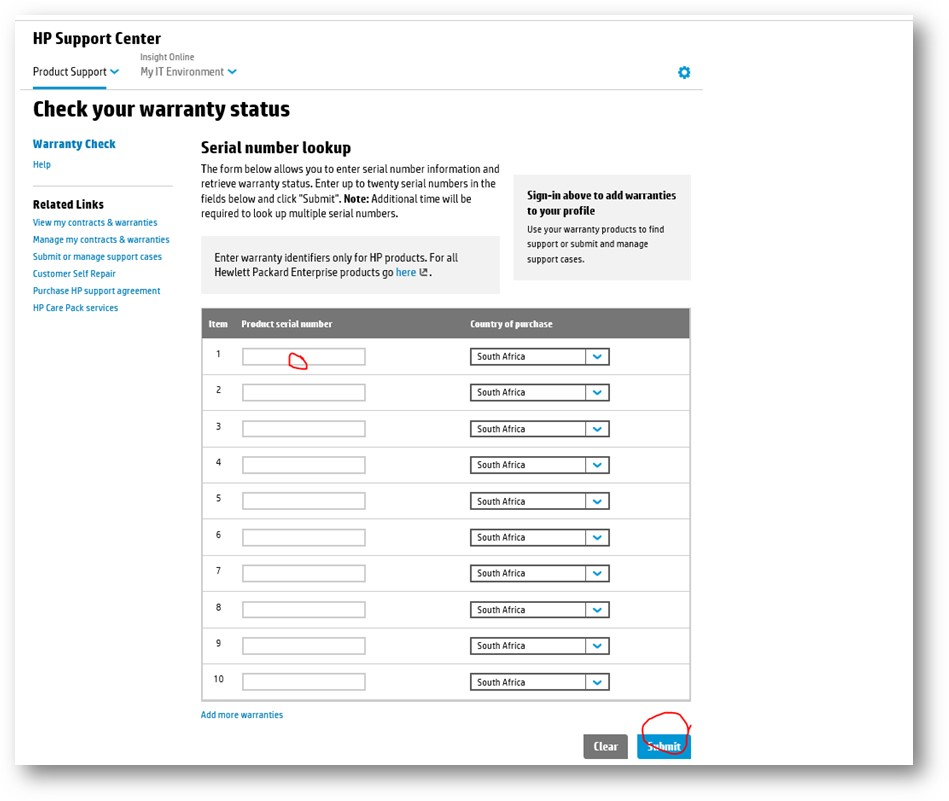 HP Support Center
Insight Online
Product Support
My IT Environment
Check your warranty status
Warranty Check
Help
Related Links
View my contracts & warranties
Manage my contracts & warranties
Submit or manage support cases
Customer Self Repair
Purchase HP support agreement
HP Care Pack services
Serial number lookup
The form below allows you to enter serial number information and
retrieve warranty status. Enter up to twenty serial numbers in the
fields below and click "Submit". Note: Additional time will be
required to look up multiple serial numbers.
Enter warranty identifiers only for HP products. For all
Hewlett Packard Enterprise products go here.
Sign-in above to add warranties
to your profile
Use your warranty products to find
support or submit and manage
support cases.
Item Product serial number Country of purchase
1 South Africa
2 South Africa
3 South Africa
4 South Africa
5 South Africa
6 South Africa
7 South Africa
8 South Africa
9 South Africa
10 South Africa
Add more warranties
Clear Submit